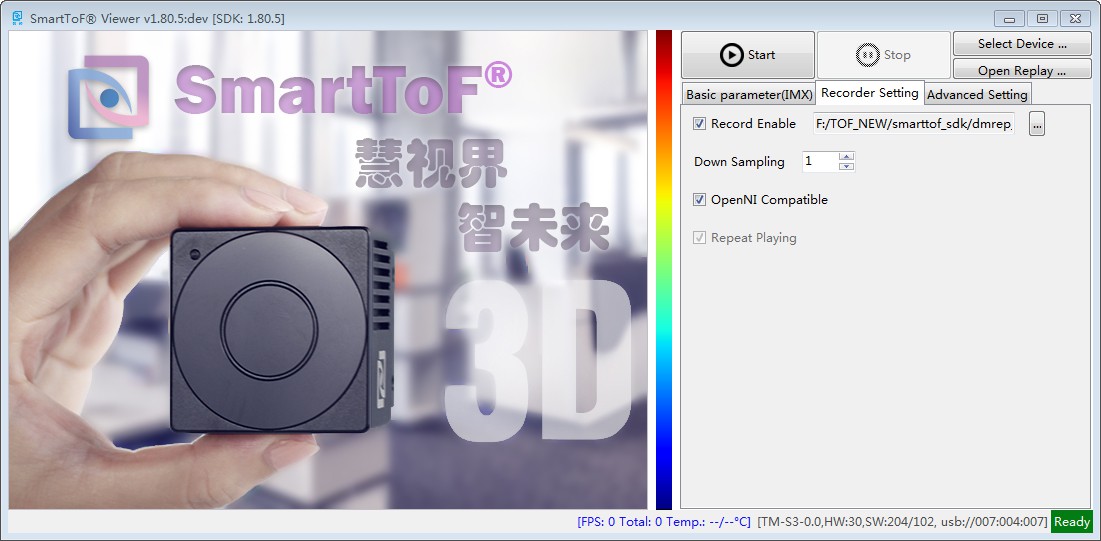 SmartToF® Viewer v1.80.5:dev [SDK: 1.80.5]
SmartToF®
慧视界
智未来
3D
Start
Stop
Select Device ...
Open Replay ...
Basic parameter(IMX)
Recorder Setting
Advanced Setting
Record Enable
F:/TOF_NEW/smarttof_sdk/dmrep
...
Down Sampling
1
OpenNI Compatible
Repeat Playing
[FPS: 0 Total: 0 Temp.: --/--°C] [TM-S3-0.0,HW:30,SW:204/102, usb://007:004:007] Ready